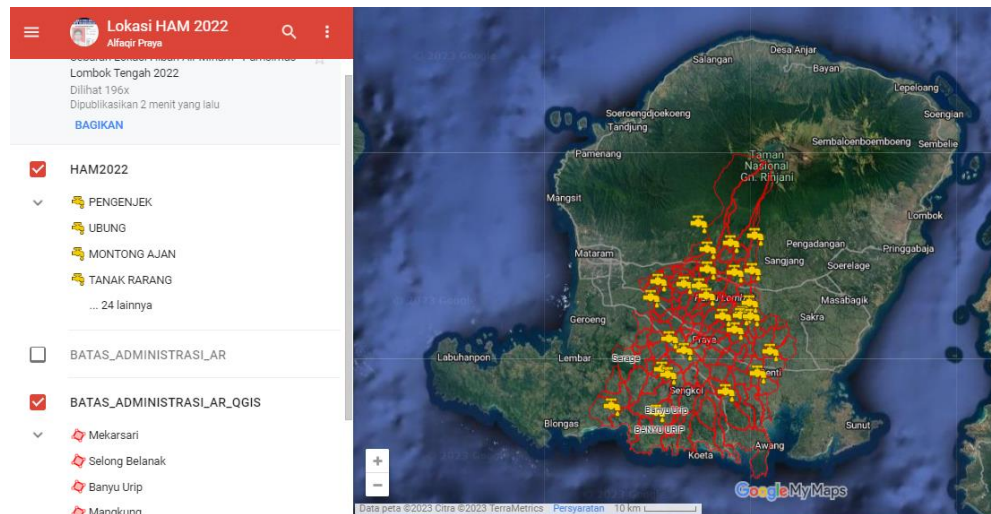 Lokasi HAM 2022
Alfaqir Praya
Lombok Tengah 2022
Dilihat 196x
Dipublikasikan 2 menit yang lalu
BAGIKAN
HAM2022
PENGENJEK
UBUNG
MONTONG AJAN
TANAK RARANG
... 24 lainnya
BATAS_ADMINISTRASI_AR
BATAS_ADMINISTRASI_AR_QGIS
Mekarsari
Selong Belanak
Banyu Urip
Mangkung
Desa Anjar
Salangan
Bayan
Lepeloang
Soeroengdjoekoeng
Tandjung
Soengian
Sembaloenboemboeng
Sembelie
Pamenang
Taman
Nasional
Gn. Rinjani
Mangsit
Lombok
Mataram
Pengadangan
Pringgabaja
Sangjang
Soerelage
Masabagik
Geroeng
Sakra
Praya
Labuhanpon
Lembar
Sengkol
Banyu Urip
BANYU URIP
Blongas
Sunut
Awang
Koeta
Google My Maps
Data peta ©2023 Citra ©2023 TerraMetrics
Persyaratan
10 km